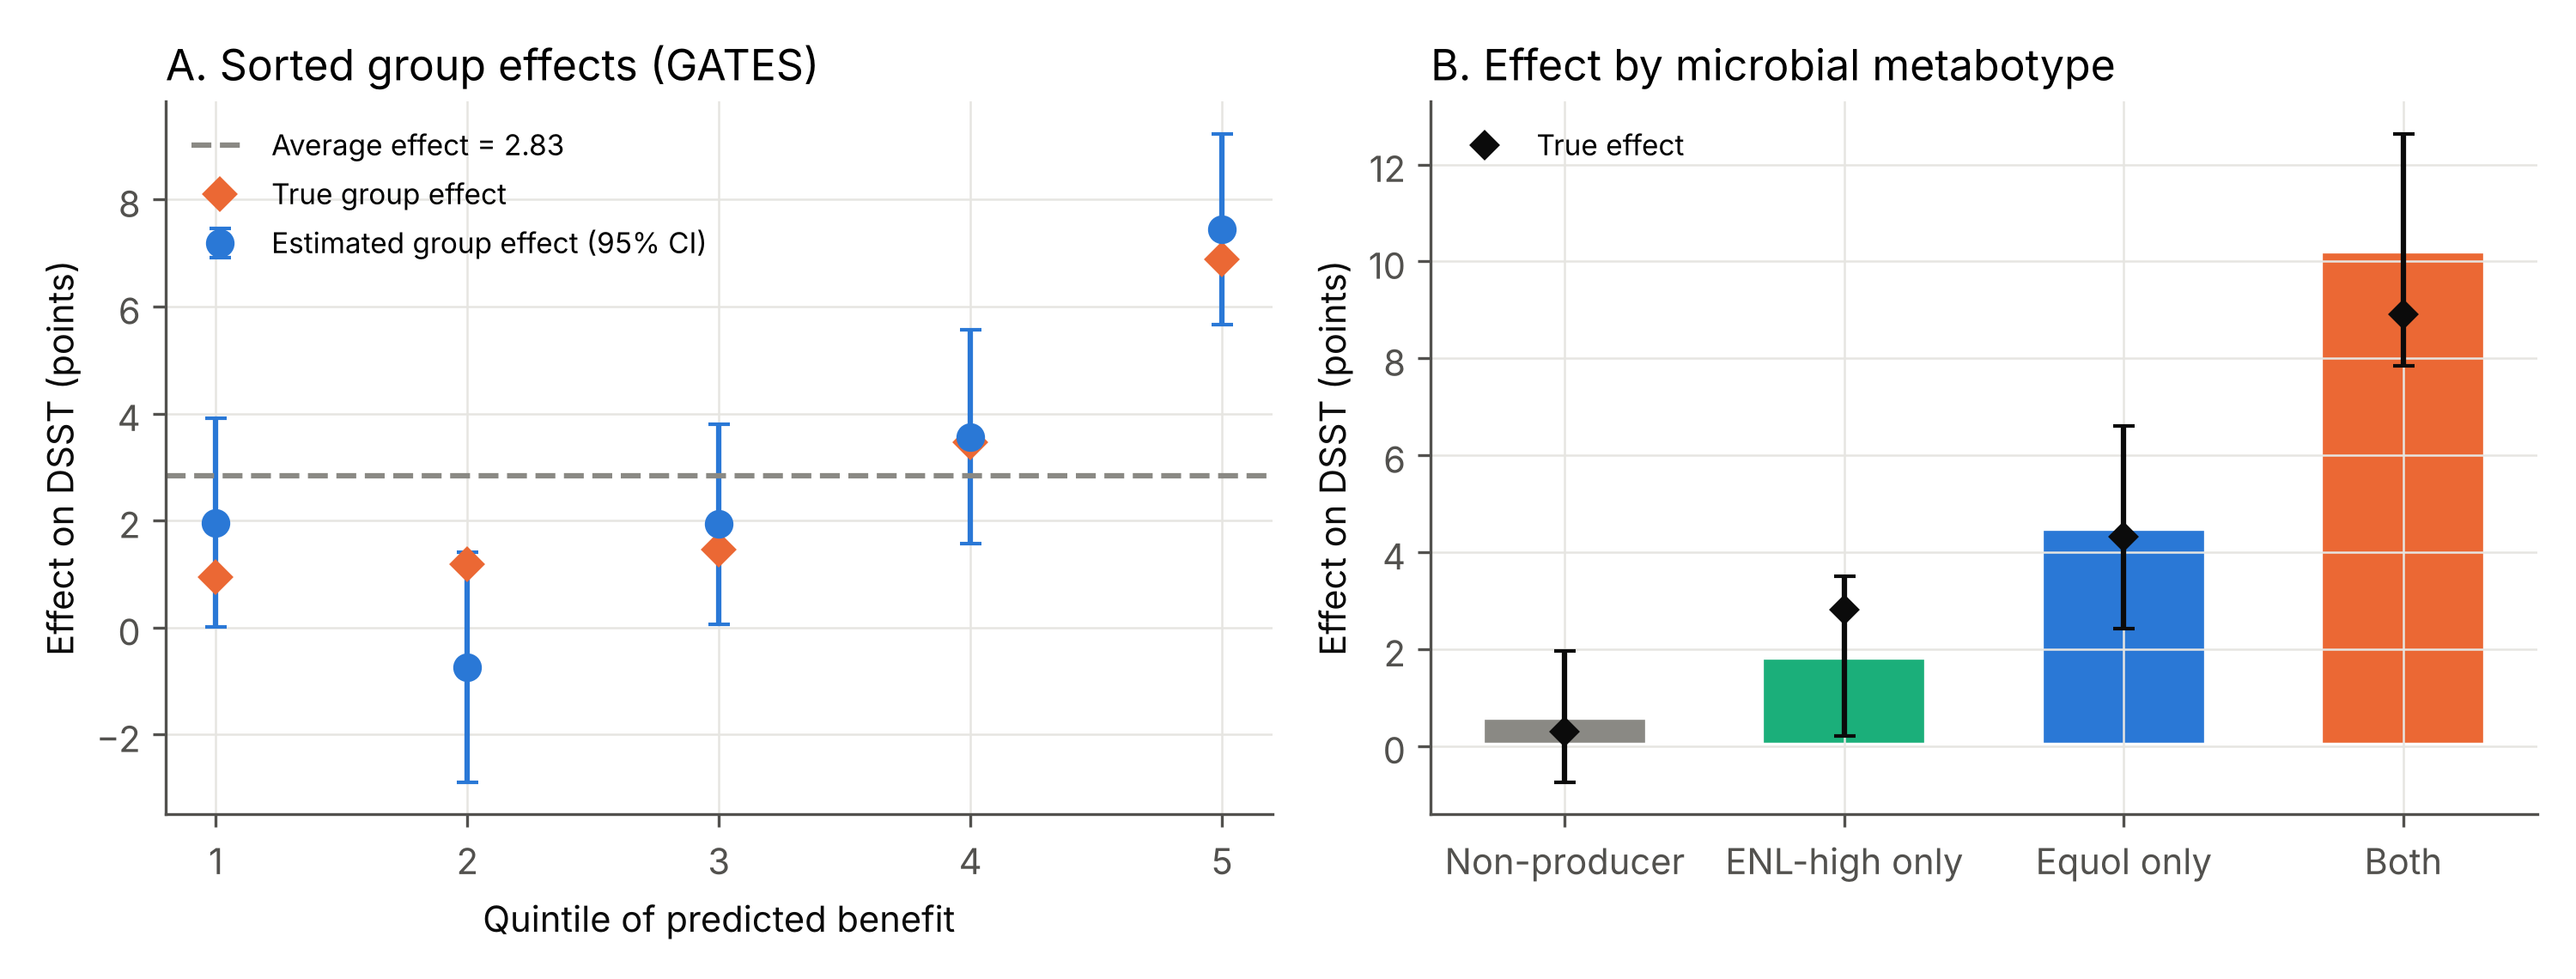 A. Sorted group effects (GATES)
Average effect = 2.83
True group effect
Estimated group effect (95% CI)
Effect on DSST (points)
8
6
4
2
0
−2
1 2 3 4 5
Quintile of predicted benefit
B. Effect by microbial metabotype
True effect
Effect on DSST (points)
12
10
8
6
4
2
0
Non-producer ENL-high only Equol only Both